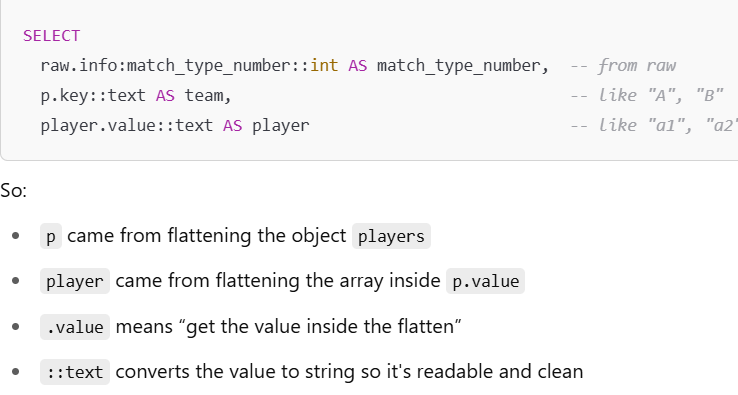 SELECT
raw.info:match_type_number::int AS match_type_number, -- from raw
p.key::text AS team, -- like "A", "B"
player.value::text AS player -- like "a1", "a2"
So:
• p came from flattening the object players
• player came from flattening the array inside p.value
• .value means “get the value inside the flatten”
• ::text converts the value to string so it's readable and clean